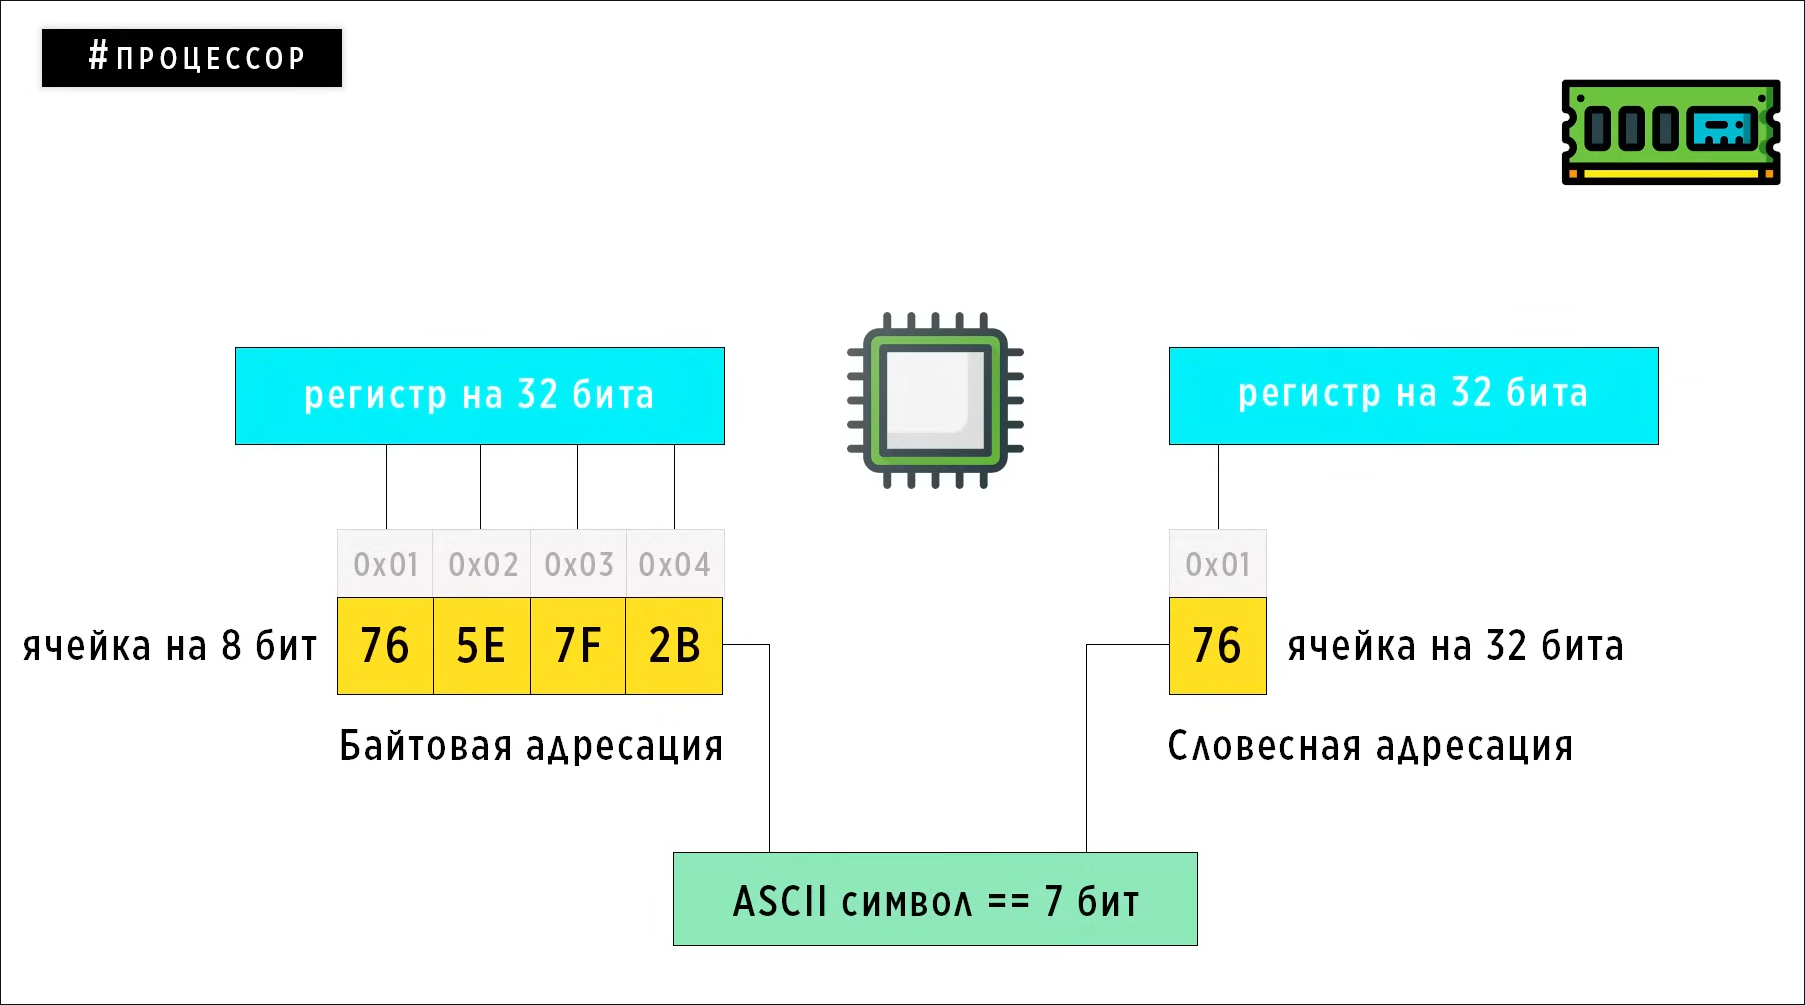 #ПРОЦЕССОР
регистр на 32 бита
регистр на 32 бита
0x01 0x02 0x03 0x04
0x01
ячейка на 8 бит 76 5E 7F 2B
76 ячейка на 32 бита
Байтовая адресация
Словесная адресация
ASCII символ == 7 бит